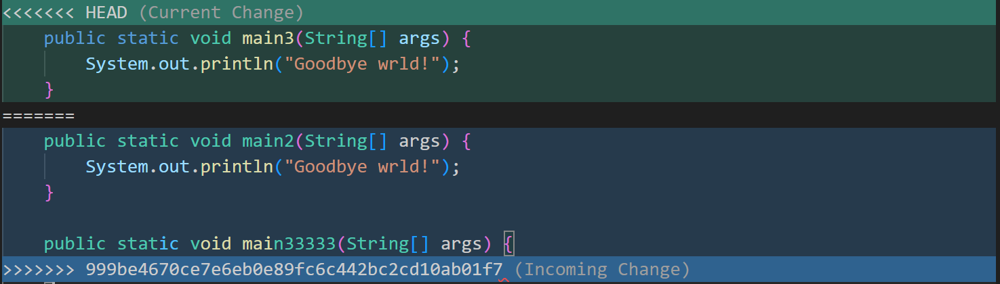 <<<<<<< HEAD (Current Change)
    public static void main3(String[] args) {
        System.out.println("Goodbye wrld!");
    }
=======
    public static void main2(String[] args) {
        System.out.println("Goodbye wrld!");
    }

    public static void main33333(String[] args) {
>>>>>>> 999be4670ce7e6eb0e89fc6c442bc2cd10ab01f7 (Incoming Change)